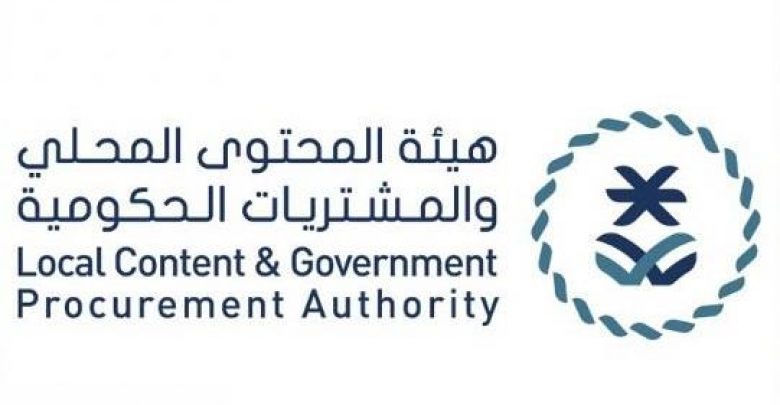 هيئة المحتوى المحلي
والمشتريات الحكومية
Local Content & Government
Procurement Authority